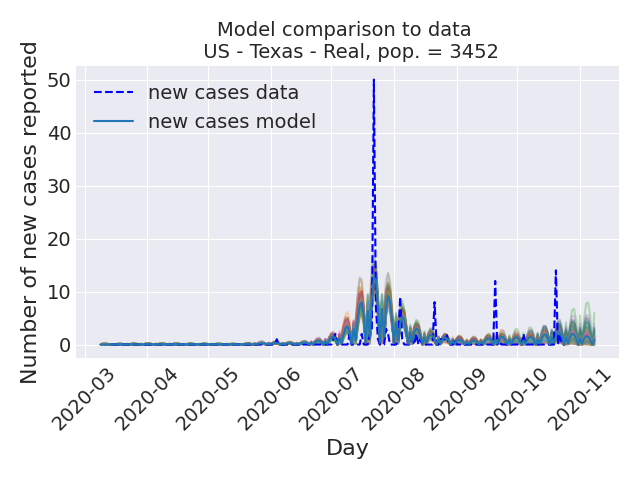 Model comparison to data
US - Texas - Real, pop. = 3452
Number of new cases reported
50
40
30
20
10
0
new cases data
new cases model
2020-03
2020-04
2020-05
2020-06
2020-07
2020-08
2020-09
2020-10
2020-11
Day